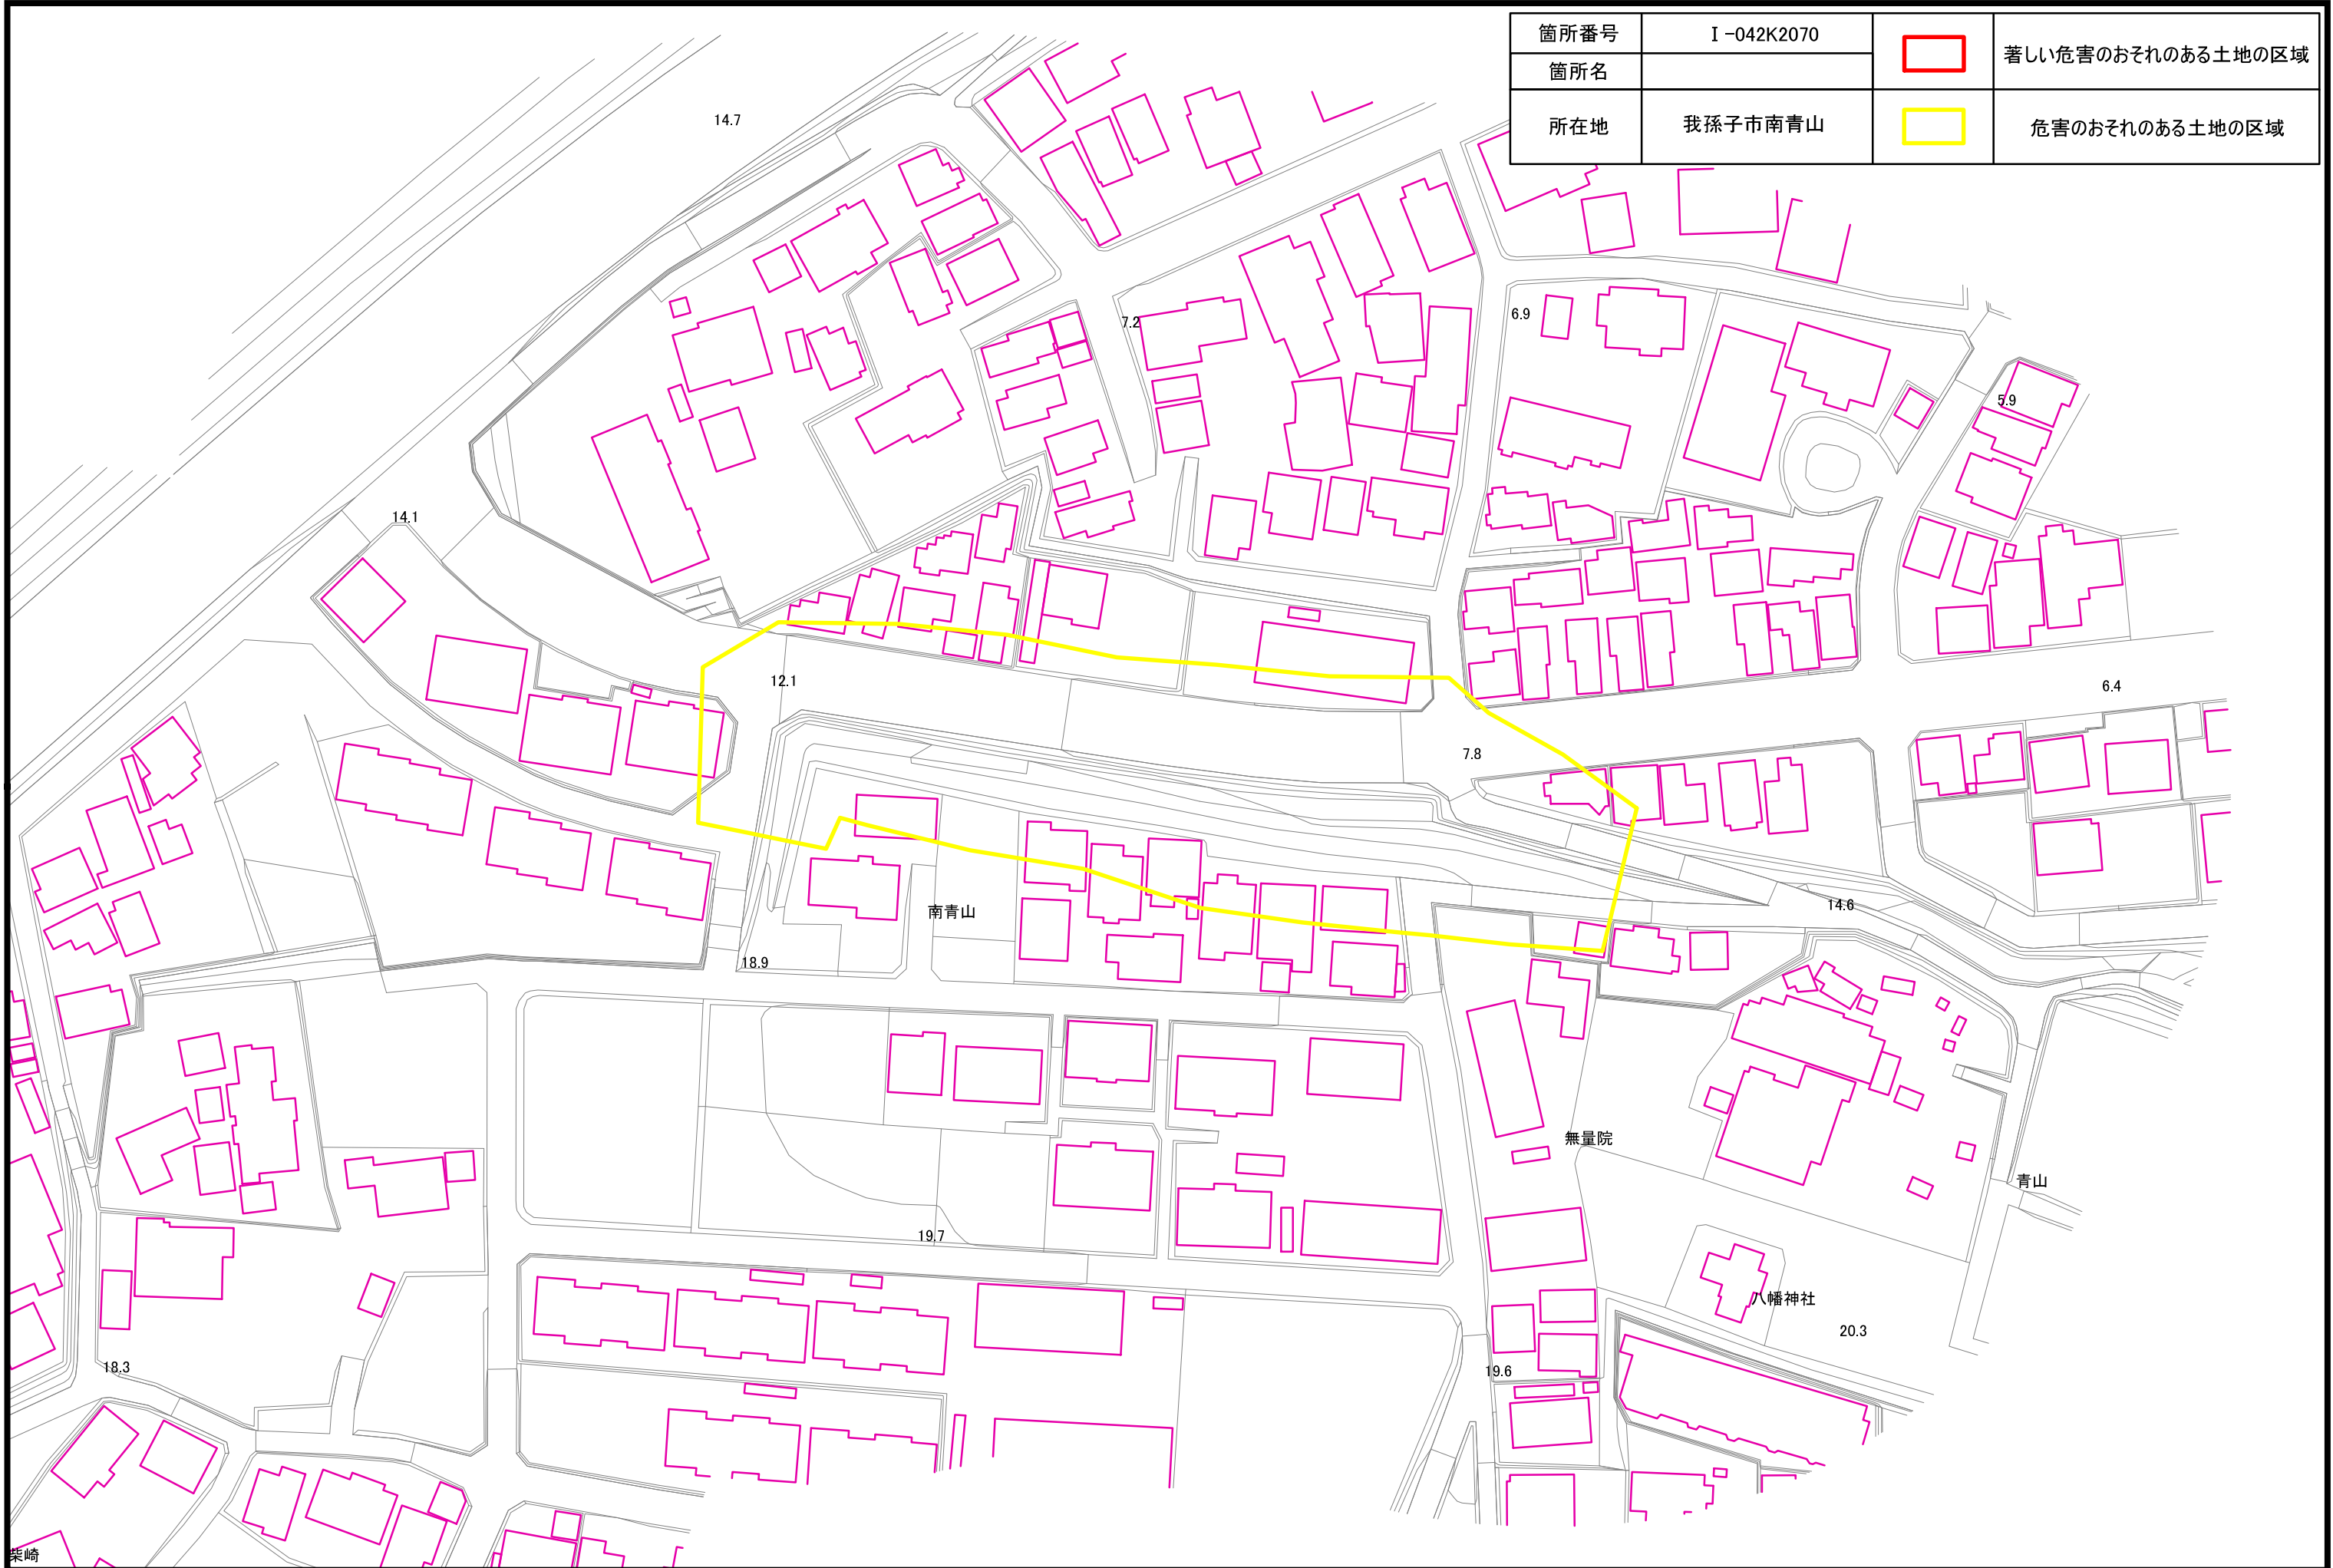 箇所番号
Ⅰ-042K2070
著しい危害のおそれのある土地の区域
箇所名
所在地
我孫子市南青山
危害のおそれのある土地の区域
14.7
7.2
6.9
5.9
14.1
12.1
6.4
7.8
南青山
14.6
18.9
無量院
青山
19.7
八幡神社
20.3
18.3
19.6
柴崎